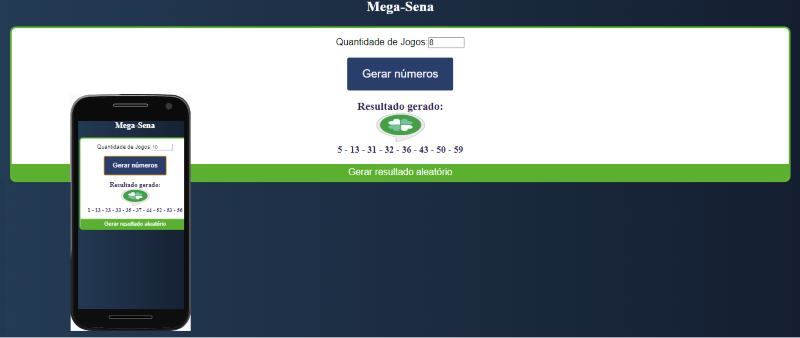 Mega-Sena
Quantidade de Jogos: 8
Gerar números
Resultado gerado:
5 - 13 - 31 - 32 - 36 - 43 - 50 - 59
Gerar resultado aleatório
Mega-Sena
Quantidade de Jogos: 10
Gerar números
Resultado gerado:
1 - 13 - 23 - 33 - 35 - 37 - 44 - 52 - 53 - 56
Gerar resultado aleatório